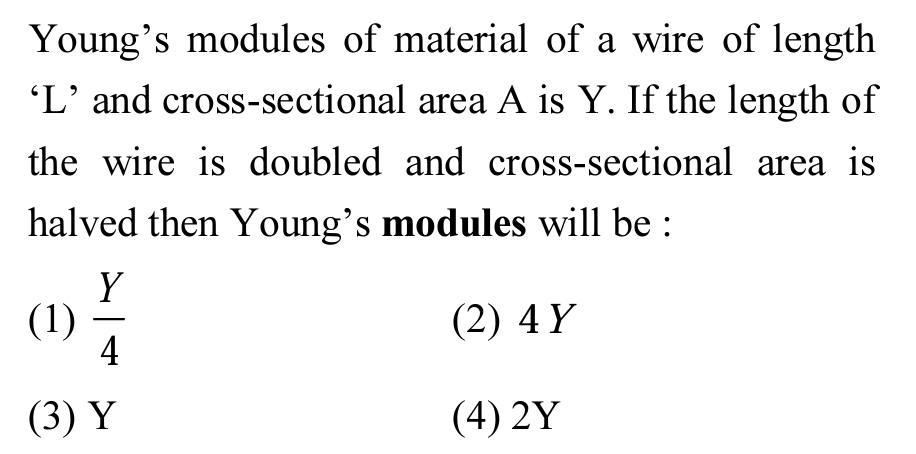 Young’s modules of material of a wire of length
‘L’ and cross-sectional area A is Y. If the length of
the wire is doubled and cross-sectional area is
halved then Young’s modules will be :
(1) Y/4 (2) 4Y
(3) Y (4) 2Y